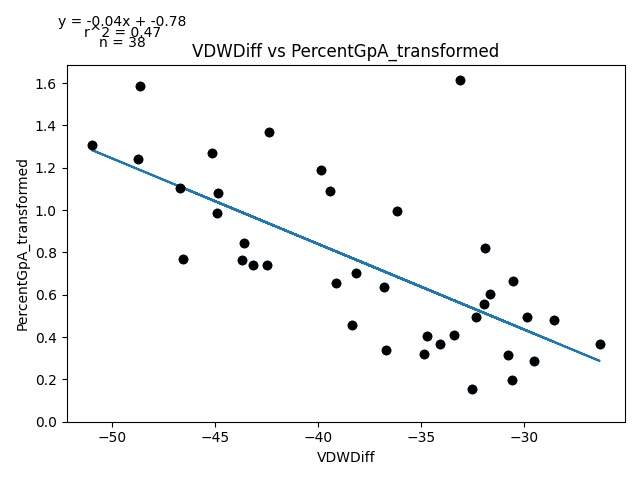 y = -0.04x + -0.78
r^2 = 0.47
n = 38
VDWDiff vs PercentGpA_transformed
1.6
1.4
1.2
1.0
0.8
0.6
0.4
0.2
0.0
PercentGpA_transformed
−50
−45
−40
−35
−30
VDWDiff